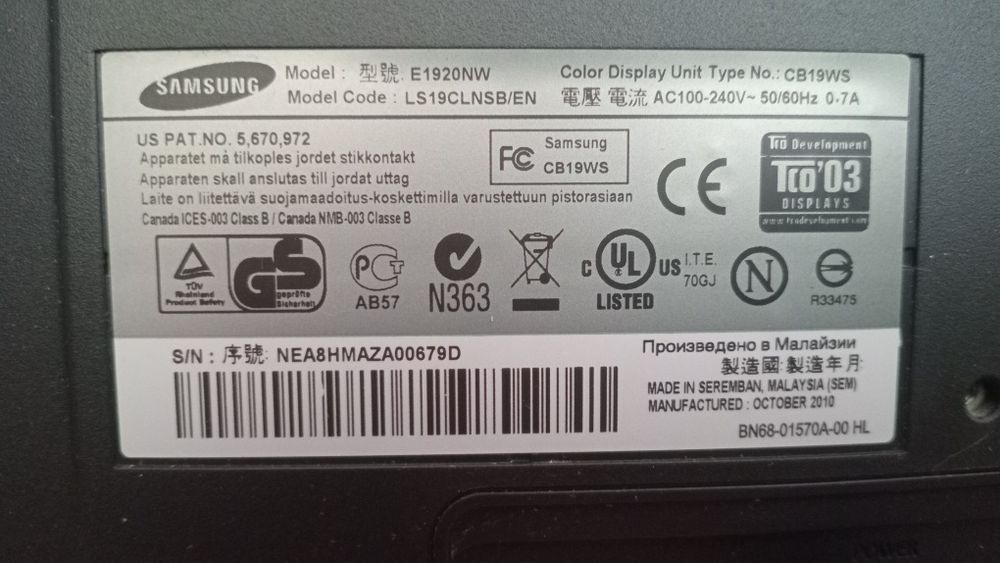 SAMSUNG
Model : 型號: E1920NW
Model Code : LS19CLNSB/EN
Color Display Unit Type No.: CB19WS
電壓 電流 AC100-240V~ 50/60Hz 0.7A
US PAT.NO. 5,670,972
Apparatet må tilkoples jordet stikkontakt
Apparaten skall anslutas till jordat uttag
Laite on liitettävä suojamaadoitus-koskettimilla varustettuun pistorasiaan
Canada ICES-003 Class B / Canada NMB-003 Classe B
FC Samsung
CB19WS
CE
TCO Development
TCO'03
DISPLAYS
www.tcodevelopment.com
TÜV
Rheinland
Product Safety
GS
geprüfte
Sicherheit
PCT
AB57
N363
C UL US
LISTED
I.T.E.
70GJ
N
R33475
S/N : 序號: NEA8HMAZA00679D
Произведено в Малайзии
製造國: 製造年月:
MADE IN SEREMBAN, MALAYSIA (SEM)
MANUFACTURED : OCTOBER 2010
BN68-01570A-00 HL
POWER